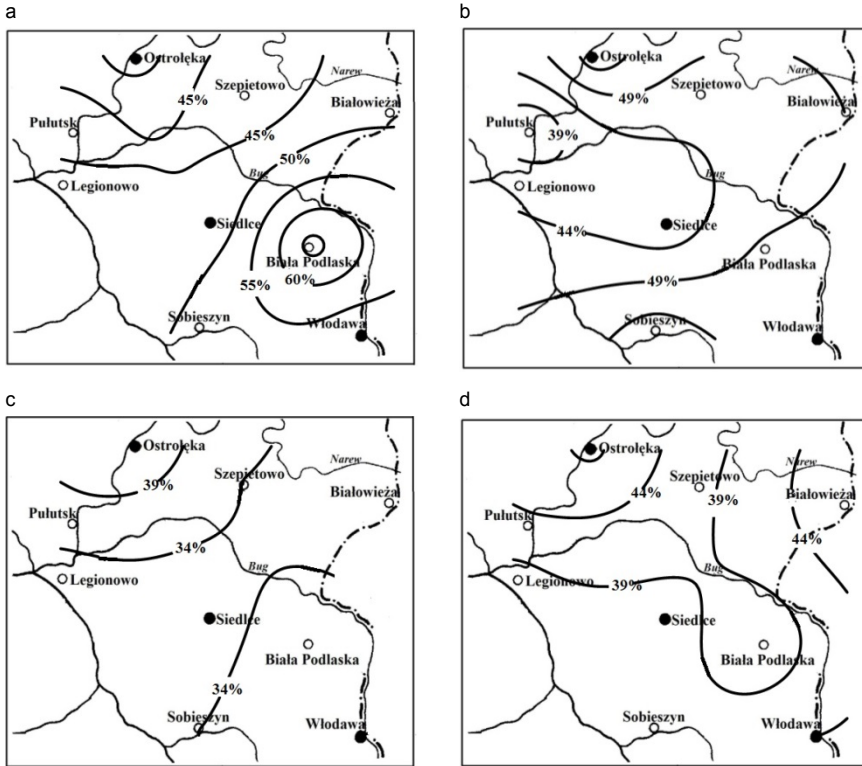 a
Ostrołęka
Narew
Szepietowo
45%
Białowieża
Pułutsk
45%
50%
Bug
Legionowo
Siedlce
Biała Podlaska
55%
60%
Sobieszyn
Włodawa
b
Ostrołęka
Narew
49%
Szepietowo
Białowieża
Pułutsk
39%
Bug
Legionowo
Siedlce
44%
Biała Podlaska
49%
Sobieszyn
Włodawa
c
Ostrołęka
Narew
Szepietowo
39%
Białowieża
Pułutsk
34%
Bug
Legionowo
Siedlce
Biała Podlaska
34%
Sobieszyn
Włodawa
d
Ostrołęka
Narew
Szepietowo
44%
39%
Białowieża
Pułutsk
44%
Bug
Legionowo
39%
Siedlce
Biała Podlaska
Sobieszyn
Włodawa